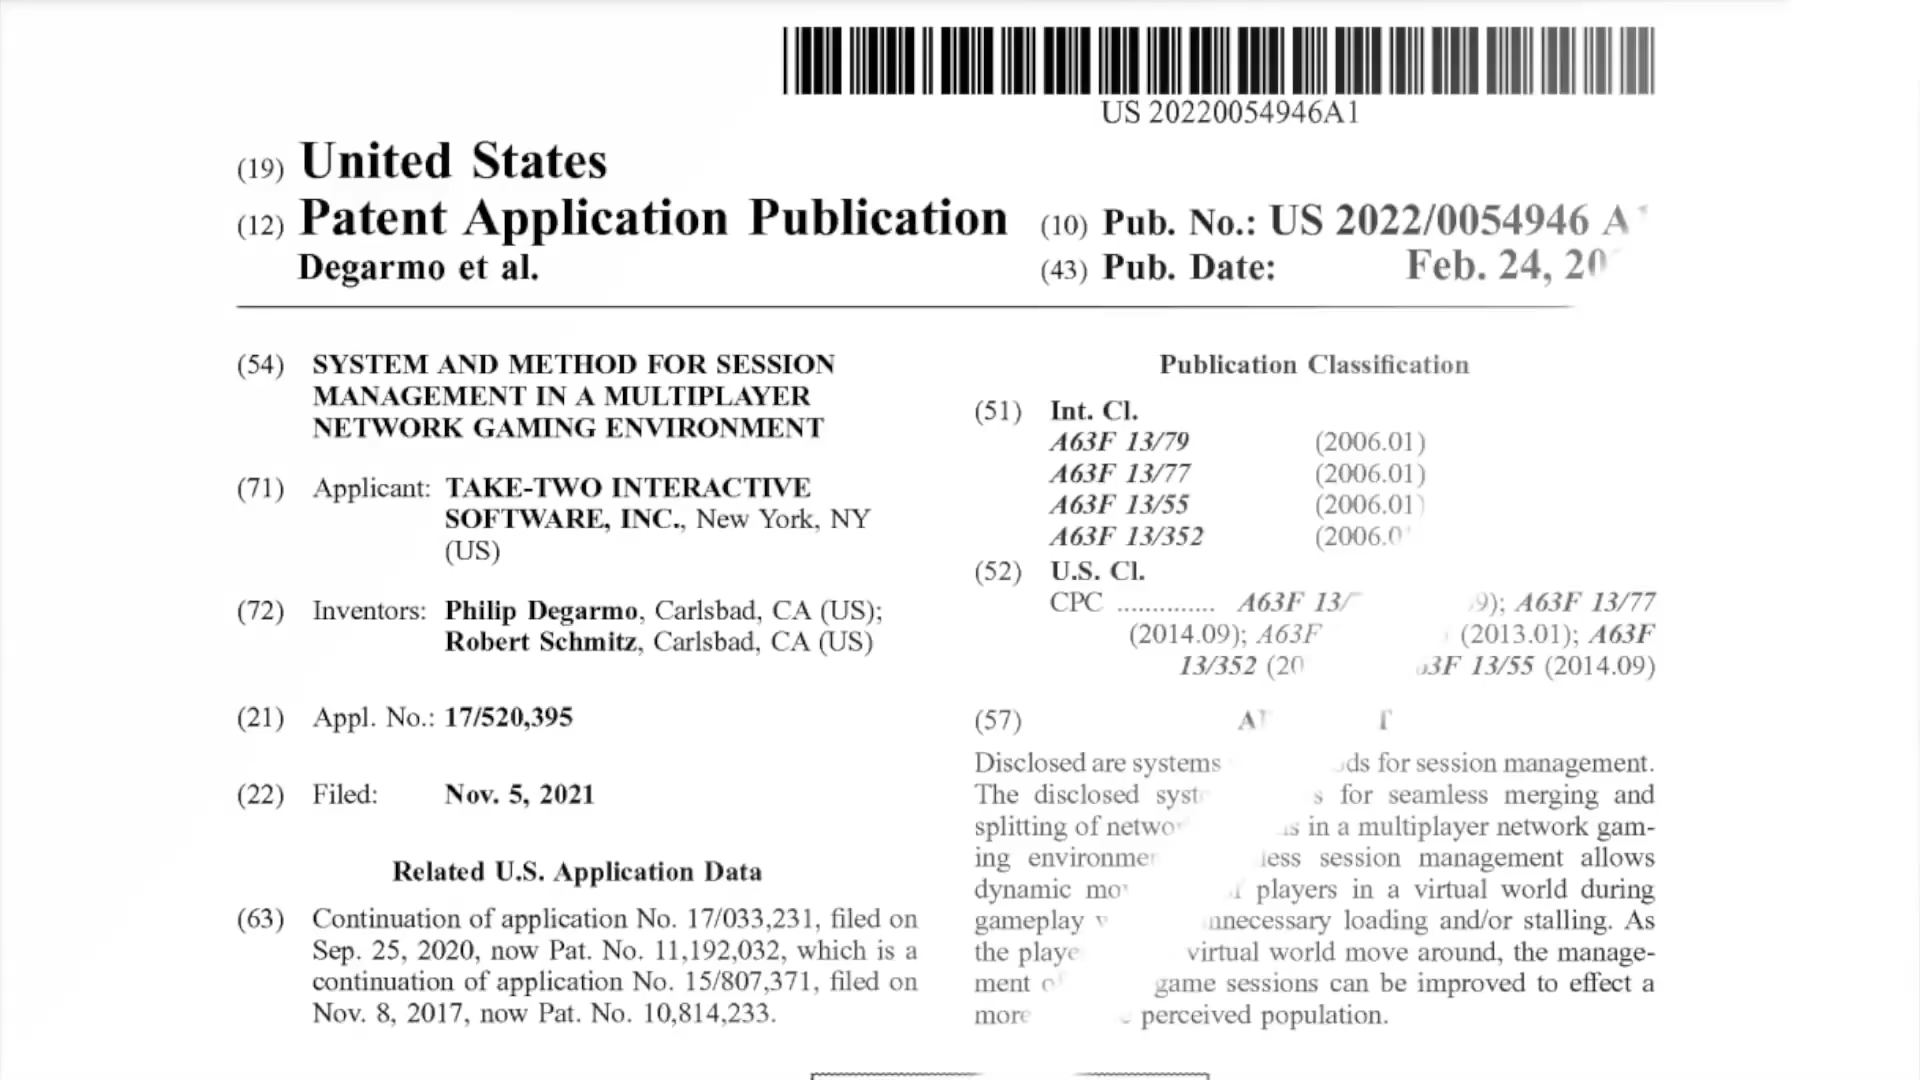 US 20220054946A1
(19) United States
(12) Patent Application Publication
Degarmo et al.
(10) Pub. No.: US 2022/0054946
(43) Pub. Date: Feb. 24,
(54) SYSTEM AND METHOD FOR SESSION
MANAGEMENT IN A MULTIPLAYER
NETWORK GAMING ENVIRONMENT
(71) Applicant: TAKE-TWO INTERACTIVE
SOFTWARE, INC., New York, NY
(US)
(72) Inventors: Philip Degarmo, Carlsbad, CA (US);
Robert Schmitz, Carlsbad, CA (US)
(21) Appl. No.: 17/520,395
(22) Filed: Nov. 5, 2021
Related U.S. Application Data
(63) Continuation of application No. 17/033,231, filed on
Sep. 25, 2020, now Pat. No. 11,192,032, which is a
continuation of application No. 15/807,371, filed on
Nov. 8, 2017, now Pat. No. 10,814,233.
Publication Classification
(51) Int. Cl.
A63F 13/79 (2006.01)
A63F 13/77 (2006.01)
A63F 13/55 (2006.01)
A63F 13/352
(52) U.S. Cl.
CPC .............. A63F A63F 13/77
(2014.09); A63F (2013.01); A63F
13/352 13/55 (2014.09)
(57)
Disclosed are systems for session management.
The disclosed for seamless merging and
splitting of in a multiplayer network gam-
ing session management allows
dynamic players in a virtual world during
gameplay loading and/or stalling. As
the virtual world move around, the manage-
ment game sessions can be improved to effect a
more perceived population.